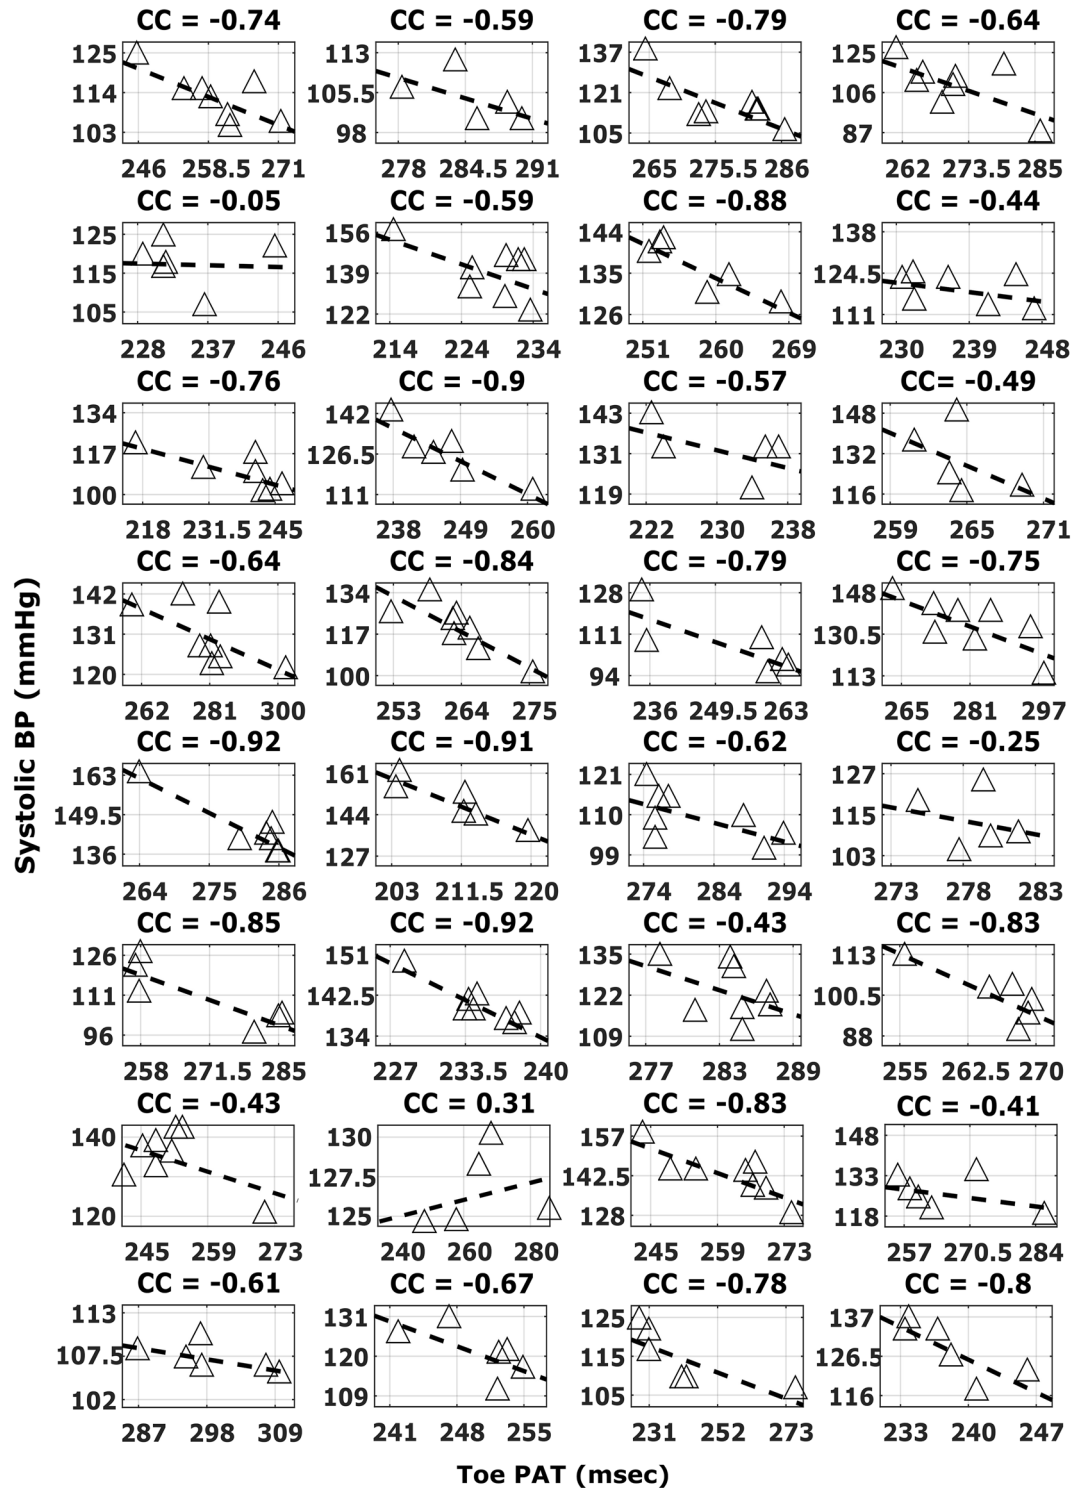 CC = -0.74 CC = -0.59 CC = -0.79 CC = -0.64
125 113 137 125
114 105.5 121 106
103 98 105 87
246 258.5 271 278 284.5 291 265 275.5 286 262 273.5 285
CC = -0.05 CC = -0.59 CC = -0.88 CC = -0.44
125 156 144 138
115 139 135 124.5
105 122 126 111
228 237 246 214 224 234 251 260 269 230 239 248
CC = -0.76 CC = -0.9 CC = -0.57 CC= -0.49
134 142 143 148
117 126.5 131 132
100 111 119 116
218 231.5 245 238 249 260 222 230 238 259 265 271
CC = -0.64 CC = -0.84 CC = -0.79 CC = -0.75
142 134 128 148
131 117 111 130.5
120 100 94 113
262 281 300 253 264 275 236 249.5 263 265 281 297
Systolic BP (mmHg)
CC = -0.92 CC = -0.91 CC = -0.62 CC = -0.25
163 161 121 127
149.5 144 110 115
136 127 99 103
264 275 286 203 211.5 220 274 284 294 273 278 283
CC = -0.85 CC = -0.92 CC = -0.43 CC = -0.83
126 151 135 113
111 142.5 122 100.5
96 134 109 88
258 271.5 285 227 233.5 240 277 283 289 255 262.5 270
CC = -0.43 CC = 0.31 CC = -0.83 CC = -0.41
140 130 157 148
127.5 142.5 133
120 125 128 118
245 259 273 240 260 280 245 259 273 257 270.5 284
CC = -0.61 CC = -0.67 CC = -0.78 CC = -0.8
113 131 125 137
107.5 120 115 126.5
102 109 105 116
287 298 309 241 248 255 231 252 273 233 240 247
Toe PAT (msec)